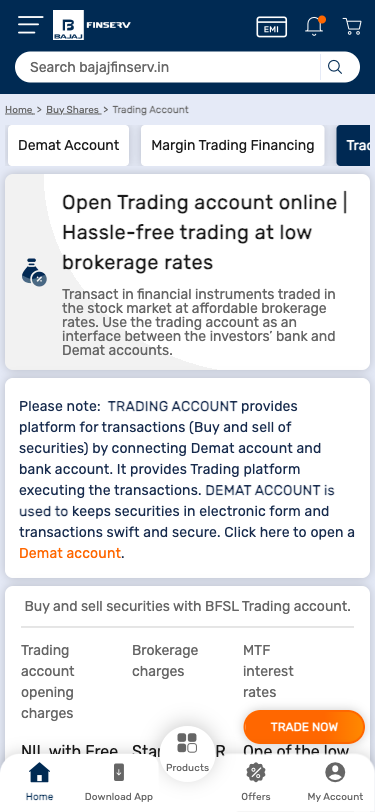 B
BAJAJ
FINSERV
EMI
Search bajajfinserv.in
Home > Buy Shares > Trading Account
Demat Account
Margin Trading Financing
Open Trading account online |
Hassle-free trading at low
brokerage rates
Transact in financial instruments traded in
the stock market at affordable brokerage
rates. Use the trading account as an
interface between the investors' bank and
Demat accounts.
Please note: TRADING ACCOUNT provides
platform for transactions (Buy and sell of
securities) by connecting Demat account and
bank account. It provides Trading platform
executing the transactions. DEMAT ACCOUNT is
used to keeps securities in electronic form and
transactions swift and secure. Click here to open a
Demat account.
Buy and sell securities with BFSL Trading account.
Trading
account
opening
charges
Brokerage
charges
MTF
interest
rates
TRADE NOW
NIL with Free
One of the low
Products
Home
Download App
Offers
My Account